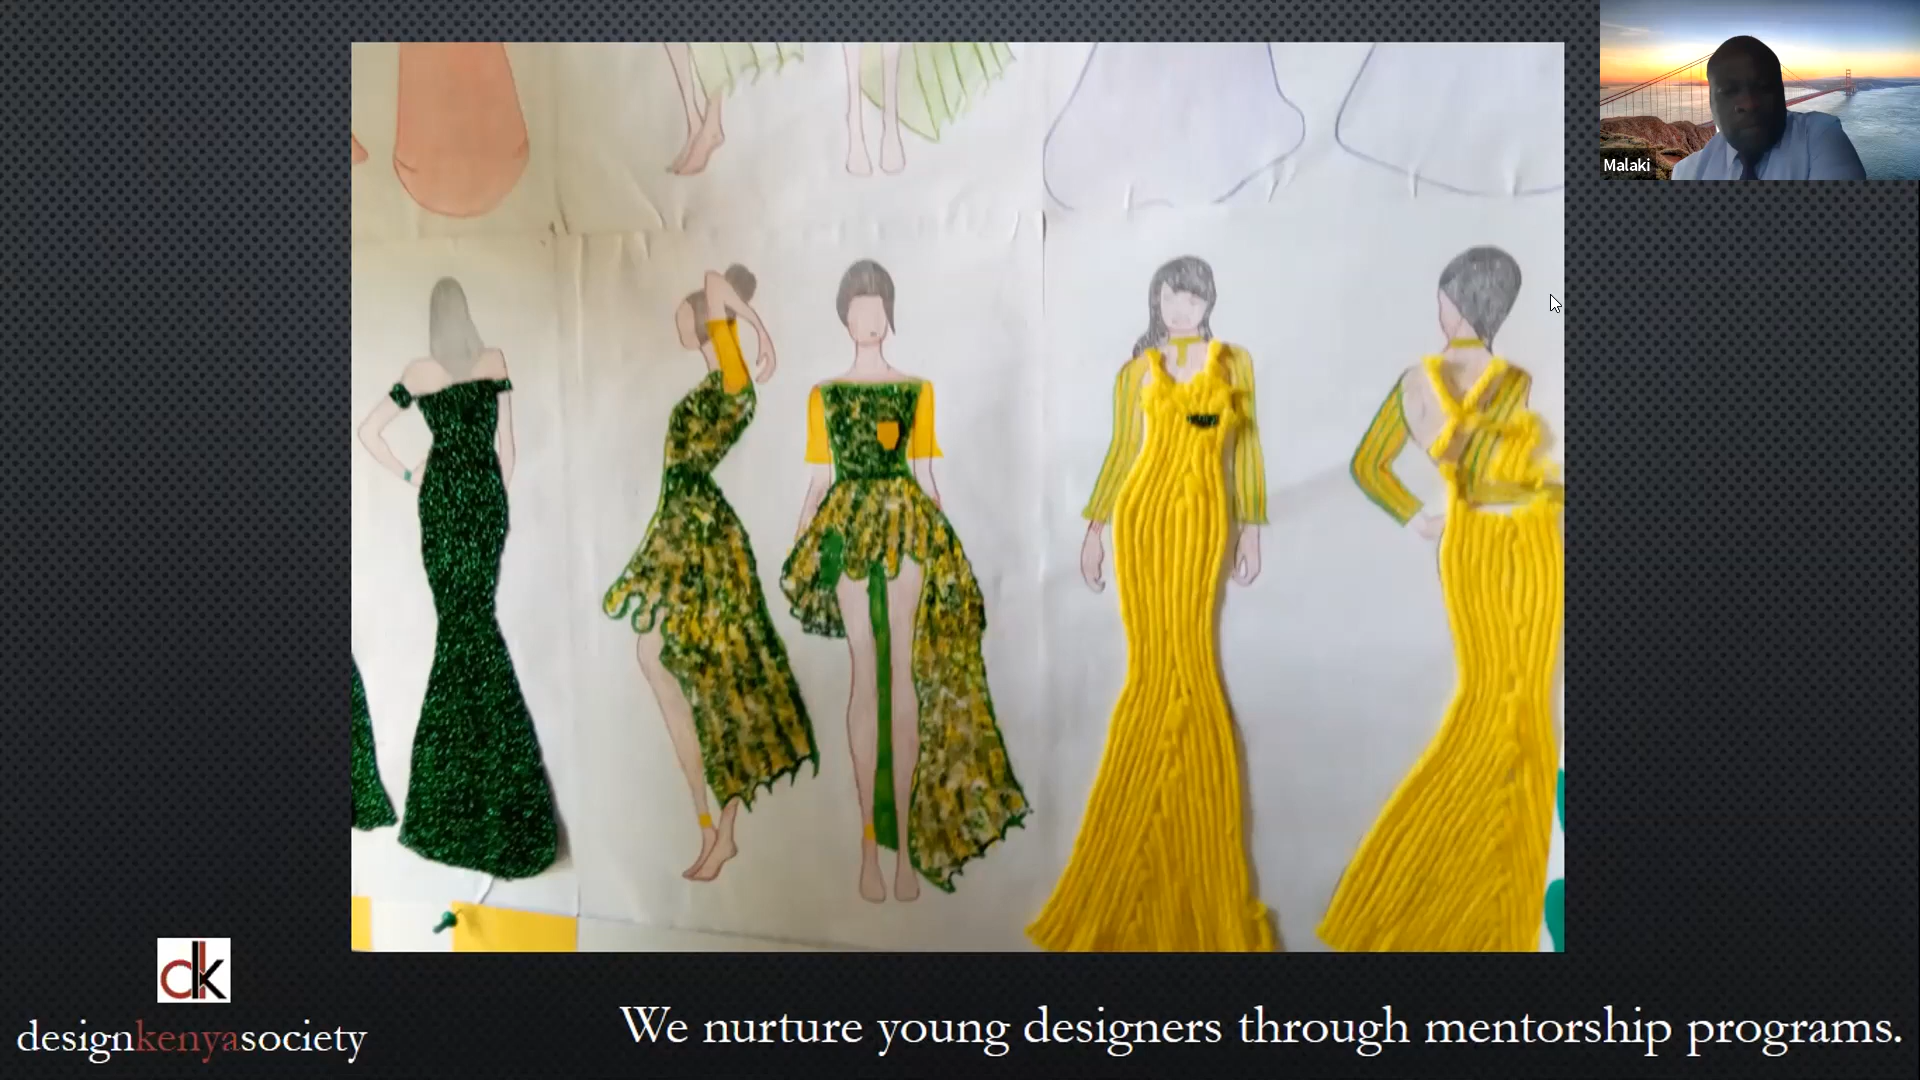 Malaki
dk
designkenyasociety
We nurture young designers through mentorship programs.